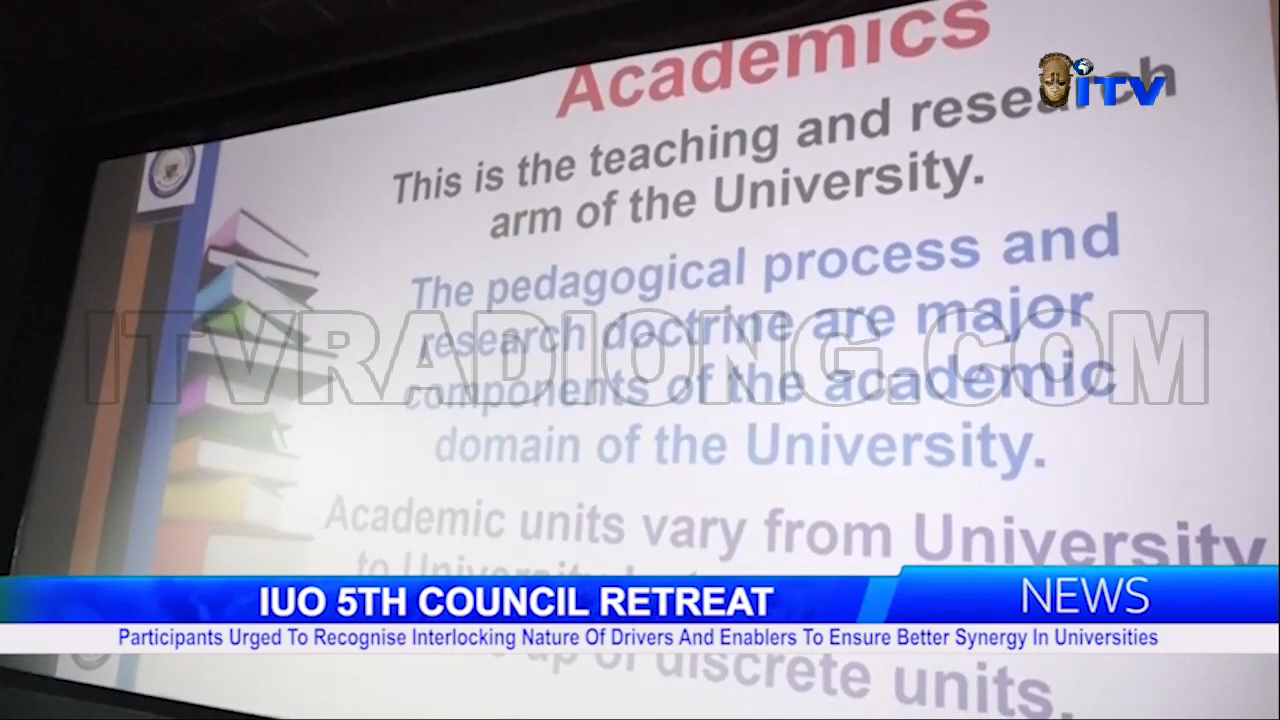 Academics
iTV
This is the teaching and research
arm of the University.
The pedagogical process and
research doctrine are major
components of the academic
domain of the University.
ITVRADIONG.COM
Academic units vary from University
to University
IUO 5TH COUNCIL RETREAT
NEWS
Participants Urged To Recognise Interlocking Nature Of Drivers And Enablers To Ensure Better Synergy In Universities
up of discrete units.